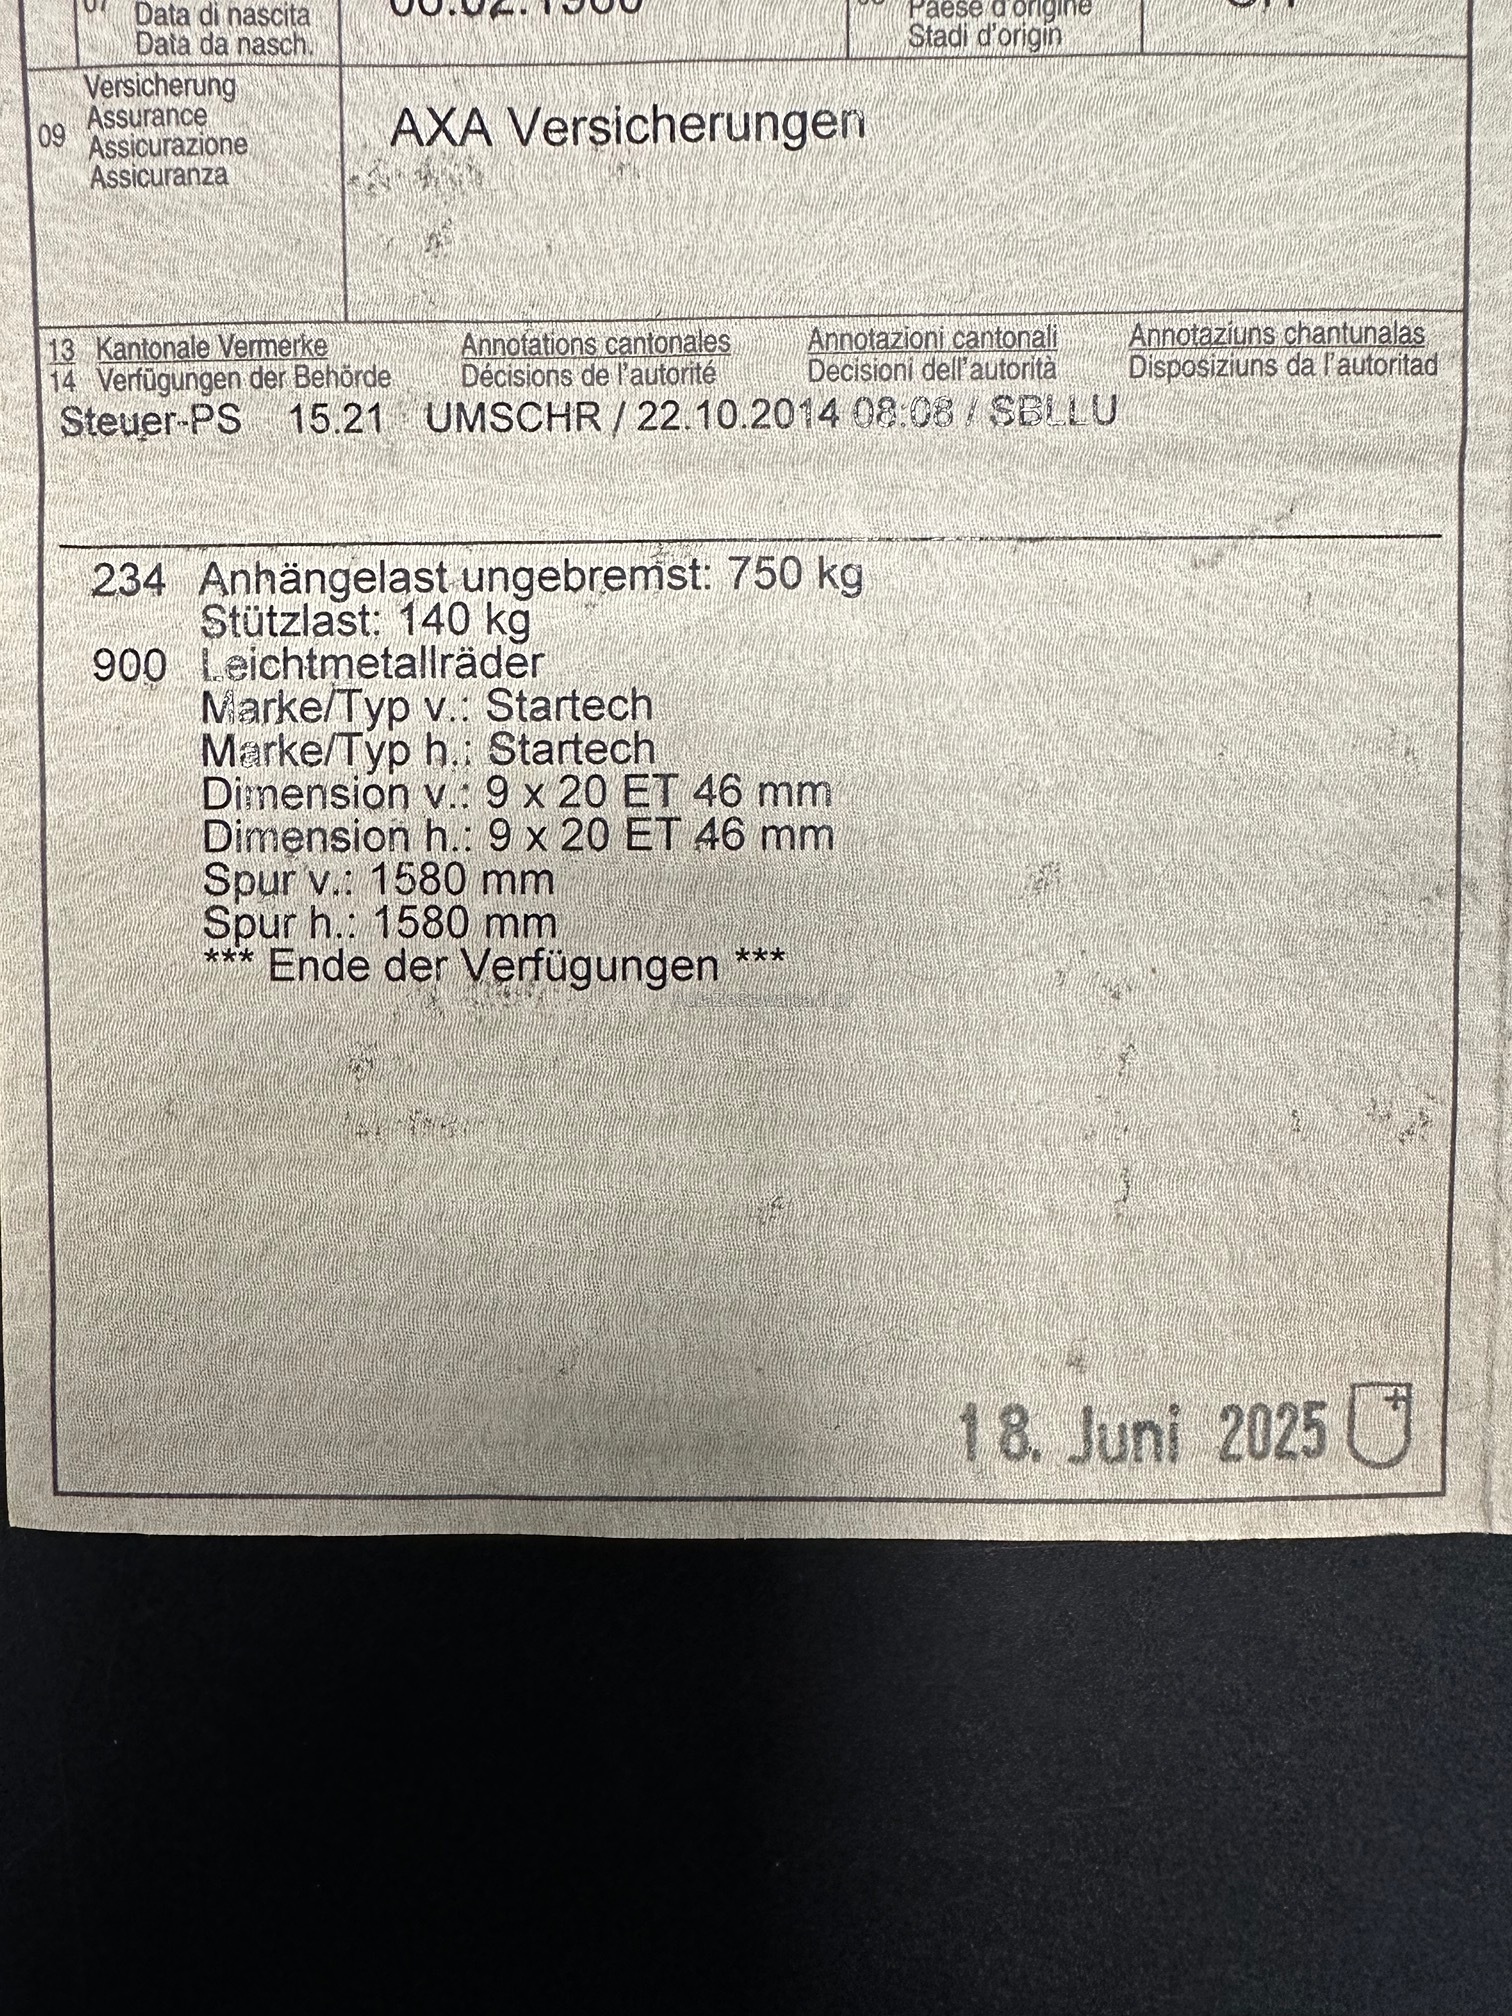 07 Data di nascita
Data da nasch.
Paese d'origine
Stadi d'origin
Versicherung
09 Assurance
Assicurazione
Assicuranza
AXA Versicherungen
13 Kantonale Vermerke Annotations cantonales Annotazioni cantonali Annotaziuns chantunalas
14 Verfügungen der Behörde Décisions de l'autorité Decisioni dell'autorità Disposiziuns da l'autoritad
Steuer-PS 15.21 UMSCHR / 22.10.2014 08:08 / SBLLU
234 Anhängelast ungebremst: 750 kg
Stützlast: 140 kg
900 Leichtmetallräder
Marke/Typ v.: Startech
Marke/Typ h.: Startech
Dimension v.: 9 x 20 ET 46 mm
Dimension h.: 9 x 20 ET 46 mm
Spur v.: 1580 mm
Spur h.: 1580 mm
*** Ende der Verfügungen ***
18. Juni 2025